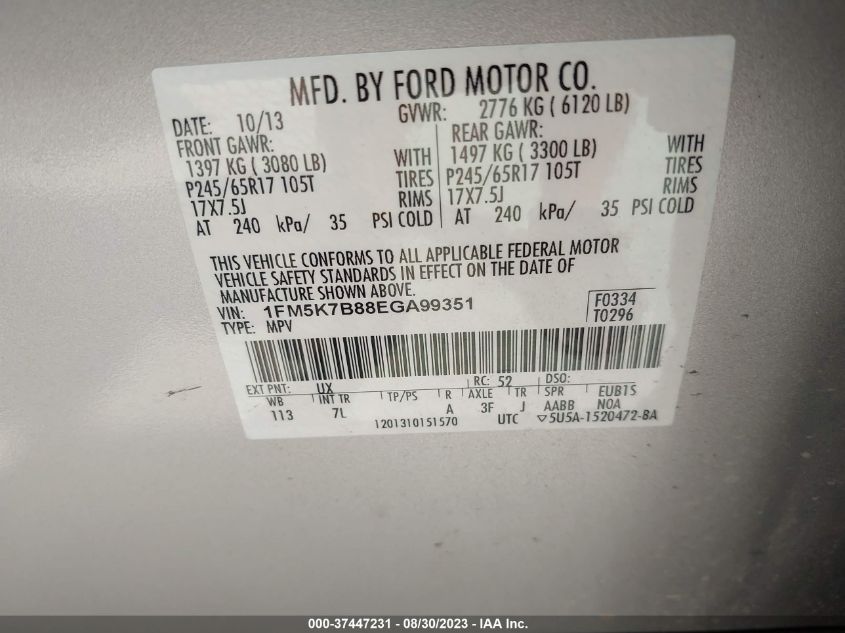 MFD. BY FORD MOTOR CO.
DATE: 10/13
GVWR: 2776 KG ( 6120 LB)
FRONT GAWR:
1397 KG ( 3080 LB) WITH
P245/65R17 105T TIRES
17X7.5J RIMS
AT 240 kPa/ 35 PSI COLD
REAR GAWR:
1497 KG ( 3300 LB) WITH
P245/65R17 105T TIRES
17X7.5J RIMS
AT 240 kPa/ 35 PSI COLD
THIS VEHICLE CONFORMS TO ALL APPLICABLE FEDERAL MOTOR
VEHICLE SAFETY STANDARDS IN EFFECT ON THE DATE OF
MANUFACTURE SHOWN ABOVE.
VIN: 1FM5K7B88EGA99351
TYPE: MPV
F0334
T0296
EXT PNT: UX RC: 52 DSO:
WB INT TR TP/PS R AXLE TR SPR EUB1S
113 7L A 3F J AABB NOA
1201310151570 UTC ▽5U5A-1520472-BA
000-37447231 - 08/30/2023 - IAA Inc.